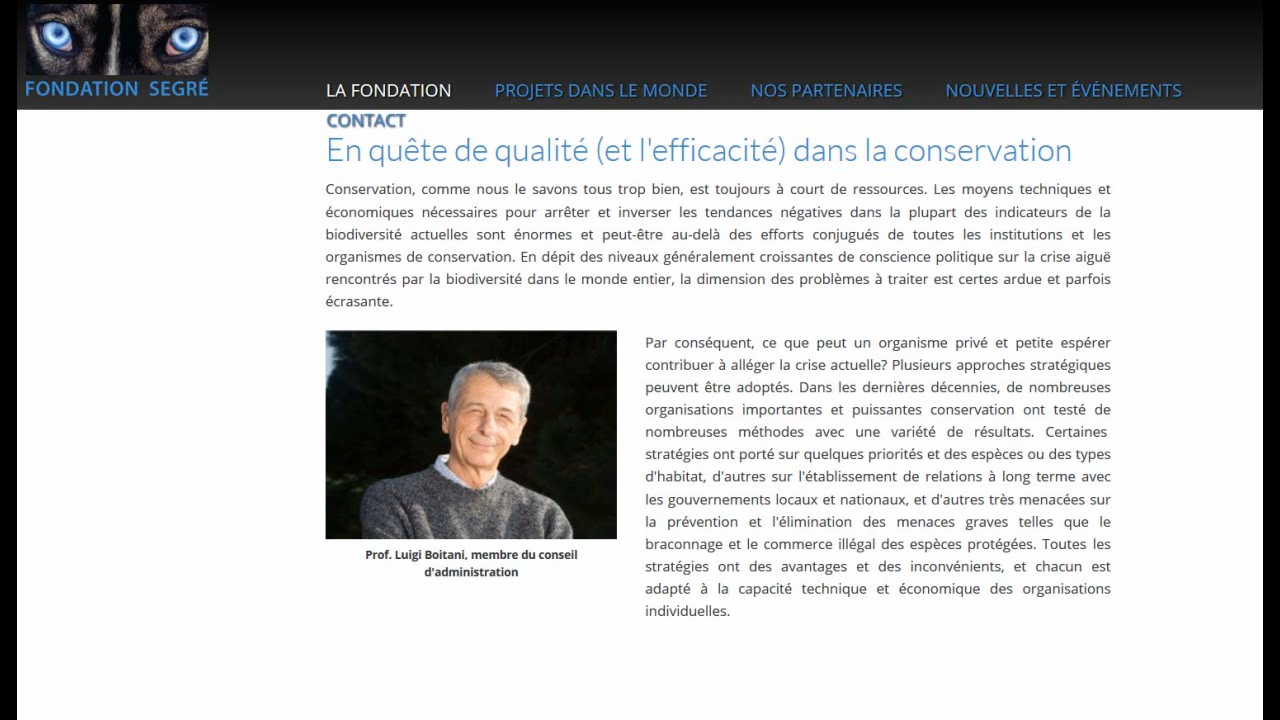 FONDATION SEGRÉ
LA FONDATION PROJETS DANS LE MONDE NOS PARTENAIRES NOUVELLES ET ÉVÉNEMENTS
CONTACT
En quête de qualité (et l'efficacité) dans la conservation
Conservation, comme nous le savons tous trop bien, est toujours à court de ressources. Les moyens techniques et
économiques nécessaires pour arrêter et inverser les tendances négatives dans la plupart des indicateurs de la
biodiversité actuelles sont énormes et peut-être au-delà des efforts conjugués de toutes les institutions et les
organismes de conservation. En dépit des niveaux généralement croissantes de conscience politique sur la crise aiguë
rencontrés par la biodiversité dans le monde entier, la dimension des problèmes à traiter est certes ardue et parfois
écrasante.
Par conséquent, ce que peut un organisme privé et petite espérer
contribuer à alléger la crise actuelle? Plusieurs approches stratégiques
peuvent être adoptés. Dans les dernières décennies, de nombreuses
organisations importantes et puissantes conservation ont testé de
nombreuses méthodes avec une variété de résultats. Certaines
stratégies ont porté sur quelques priorités et des espèces ou des types
d'habitat, d'autres sur l'établissement de relations à long terme avec
les gouvernements locaux et nationaux, et d'autres très menacées sur
la prévention et l'élimination des menaces graves telles que le
braconnage et le commerce illégal des espèces protégées. Toutes les
stratégies ont des avantages et des inconvénients, et chacun est
adapté à la capacité technique et économique des organisations
individuelles.
Prof. Luigi Boitani, membre du conseil
d'administration